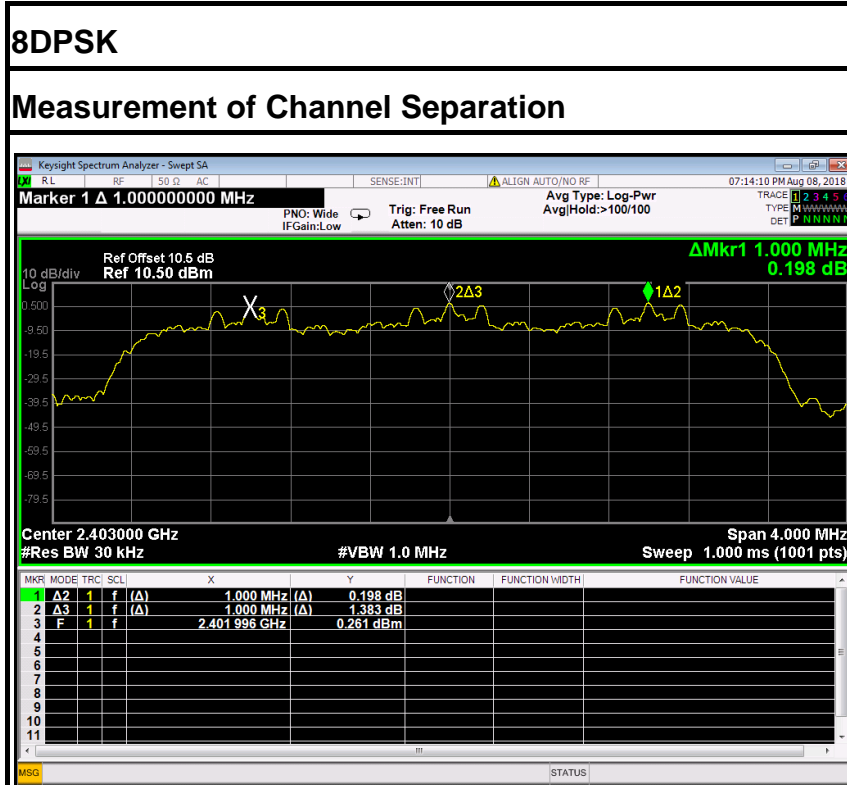 8DPSK
Measurement of Channel Separation
Keysight Spectrum Analyzer - Swept SA
RL RF 50 Ω AC SENSE:INT ALIGN AUTO/NO RF 07:14:10 PM Aug 08, 2018
Marker 1 Δ 1.000000000 MHz
PNO: Wide
IFGain:Low
Trig: Free Run
Atten: 10 dB
Avg Type: Log-Pwr
Avg|Hold:>100/100
TRACE 1 2 3 4 5 6
TYPE M
DET P N N N N
Ref Offset 10.5 dB
10 dB/div Ref 10.50 dBm
Log
ΔMkr1 1.000 MHz
0.198 dB
0.500
-9.50
-19.5
-29.5
-39.5
-49.5
-59.5
-69.5
-79.5
X3
2Δ3
1Δ2
Center 2.403000 GHz Span 4.000 MHz
#Res BW 30 kHz #VBW 1.0 MHz Sweep 1.000 ms (1001 pts)
MKR MODE TRC SCL X Y FUNCTION FUNCTION WIDTH FUNCTION VALUE
1 Δ2 1 f (Δ) 1.000 MHz (Δ) 0.198 dB
2 Δ3 1 f (Δ) 1.000 MHz (Δ) 1.383 dB
3 F 1 f 2.401 996 GHz 0.261 dBm
4
5
6
7
8
9
10
11
MSG STATUS